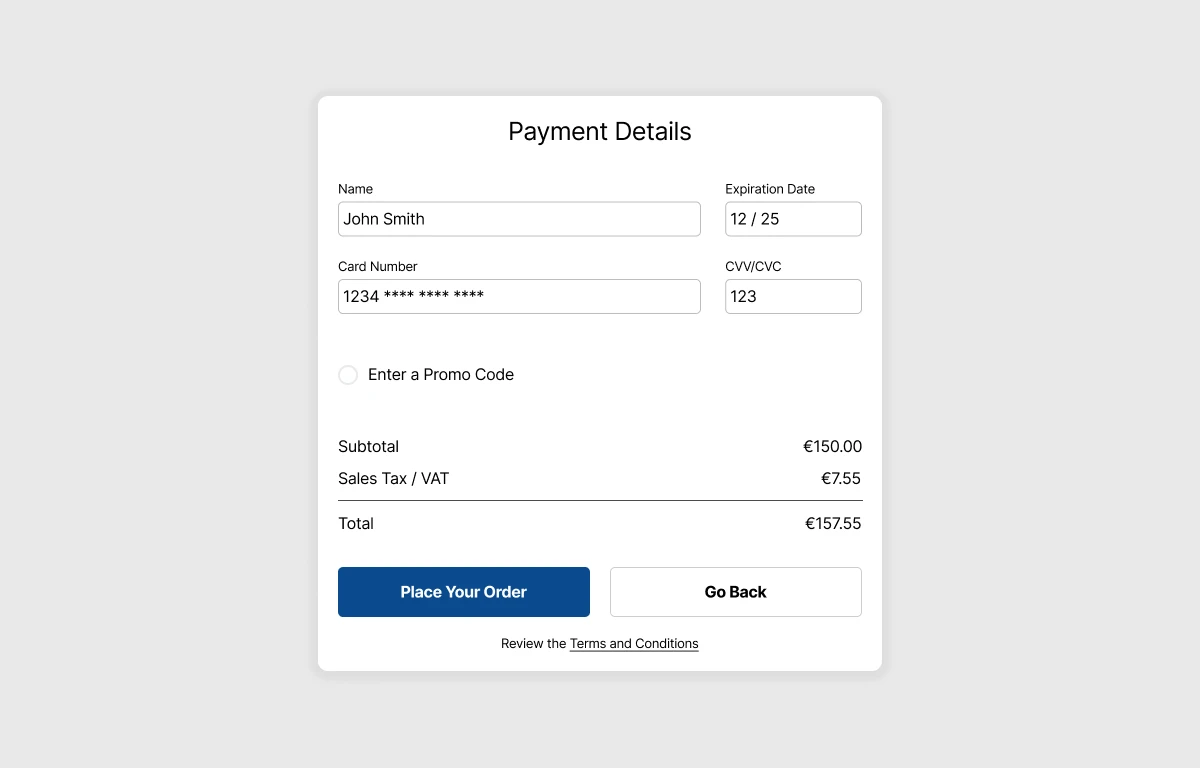 Payment Details
Name
Expiration Date
John Smith
12 / 25
Card Number
CVV/CVC
1234 **** **** ****
123
Enter a Promo Code
Subtotal
€150.00
Sales Tax / VAT
€7.55
Total
€157.55
Place Your Order
Go Back
Review the Terms and Conditions